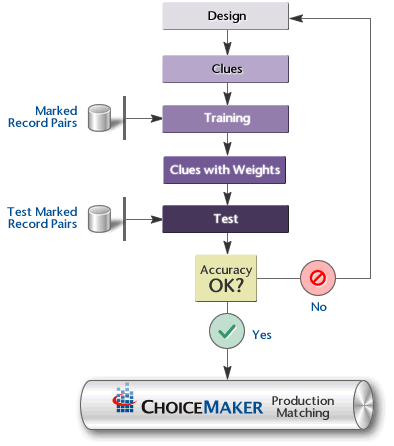 Design
Clues
Marked
Record Pairs
Training
Clues with Weights
Test Marked
Record Pairs
Test
Accuracy
OK?
No
Yes
CHOICEMAKER Production
Matching